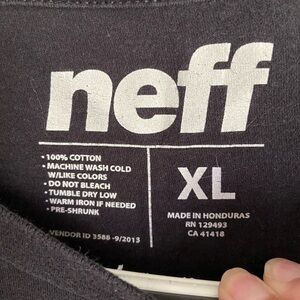 neff
• 100% COTTON
• MACHINE WASH COLD
W/LIKE COLORS
• DO NOT BLEACH
• TUMBLE DRY LOW
• WARM IRON IF NEEDED
• PRE-SHRUNK
VENDOR ID 3588 -9/2013
XL
MADE IN HONDURAS
RN 129493
CA 41418